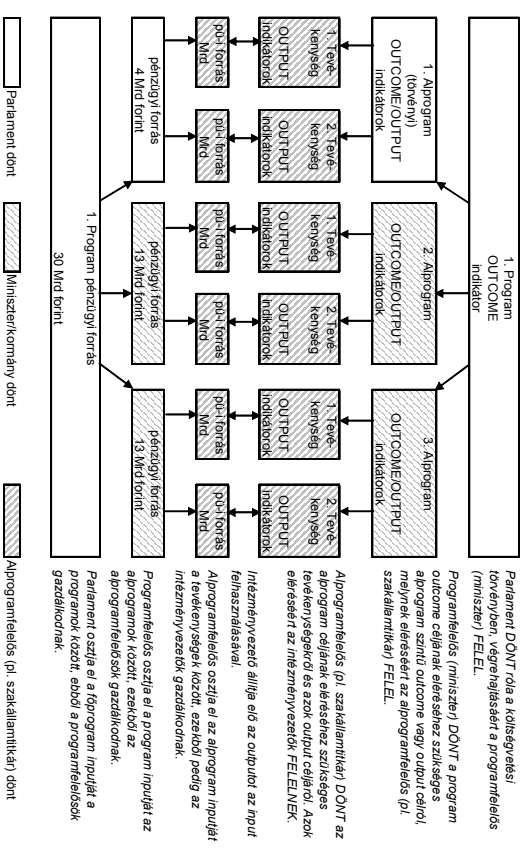 1. Program
OUTCOME
indikátor
Parlament DÖNT róla a költségvetési
törvényben, végrehajtásáért a programfelelős
(miniszter) FELEL.
1. Alprogram
(törvényi)
OUTCOME/OUTPUT
indikátorok
2. Alprogram
OUTCOME/OUTPUT
indikátorok
3. Alprogram
OUTCOME/OUTPUT
indikátorok
Programfelelős (miniszter) DÖNT a program
outcome céljának eléréséhez szükséges
alprogram szintű outcome vagy output célról,
melynek eléréséért az alprogramfelelős (pl.
szakállamtitkár) FELEL.
1. Tevé-
kenység
OUTPUT
indikátorok
2. Tevé-
kenység
OUTPUT
indikátorok
1. Tevé-
kenység
OUTPUT
indikátorok
2. Tevé-
kenység
OUTPUT
indikátorok
1. Tevé-
kenység
OUTPUT
indikátorok
2. Tevé-
kenység
OUTPUT
indikátorok
Alprogramfelelős (pl. szakállamtitkár) DÖNT az
alprogram céljának eléréséhez szükséges
tevékenységekről és azok output céljáról. Azok
eléréséért az intézményvezetők FELELNEK.
Intézményvezető állítja elő az outputot az input
felhasználásával.
pü-i forrás
Mrd
pü-i forrás
Mrd
pü-i forrás
Mrd
pü-i forrás
Mrd
pü-i forrás
Mrd
pü-i forrás
Mrd
Alprogramfelelős osztja el az alprogram inputját
a tevékenységek között, ezekből pedig az
intézményvezetők gazdálkodnak.
pénzügyi forrás
4 Mrd forint
pénzügyi forrás
13 Mrd forint
pénzügyi forrás
13 Mrd forint
Programfelelős osztja el a program inputját az
alprogramok között, ezekből az
alprogramfelelősök gazdálkodnak.
1. Program pénzügyi forrás
30 Mrd forint
Parlament osztja el a főprogram inputját a
programok között, ebből a programfelelősök
gazdálkodnak.
Parlament dönt
Miniszter/kormány dönt
Alprogramfelelős (pl. szakállamtitkár) dönt